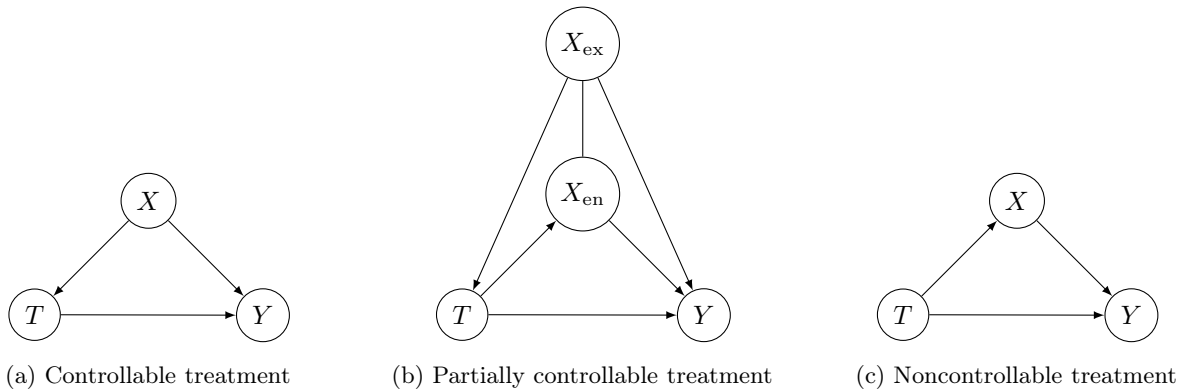 X_ex
X_en
X
X
T
Y
T
Y
T
Y
(a) Controllable treatment
(b) Partially controllable treatment
(c) Noncontrollable treatment